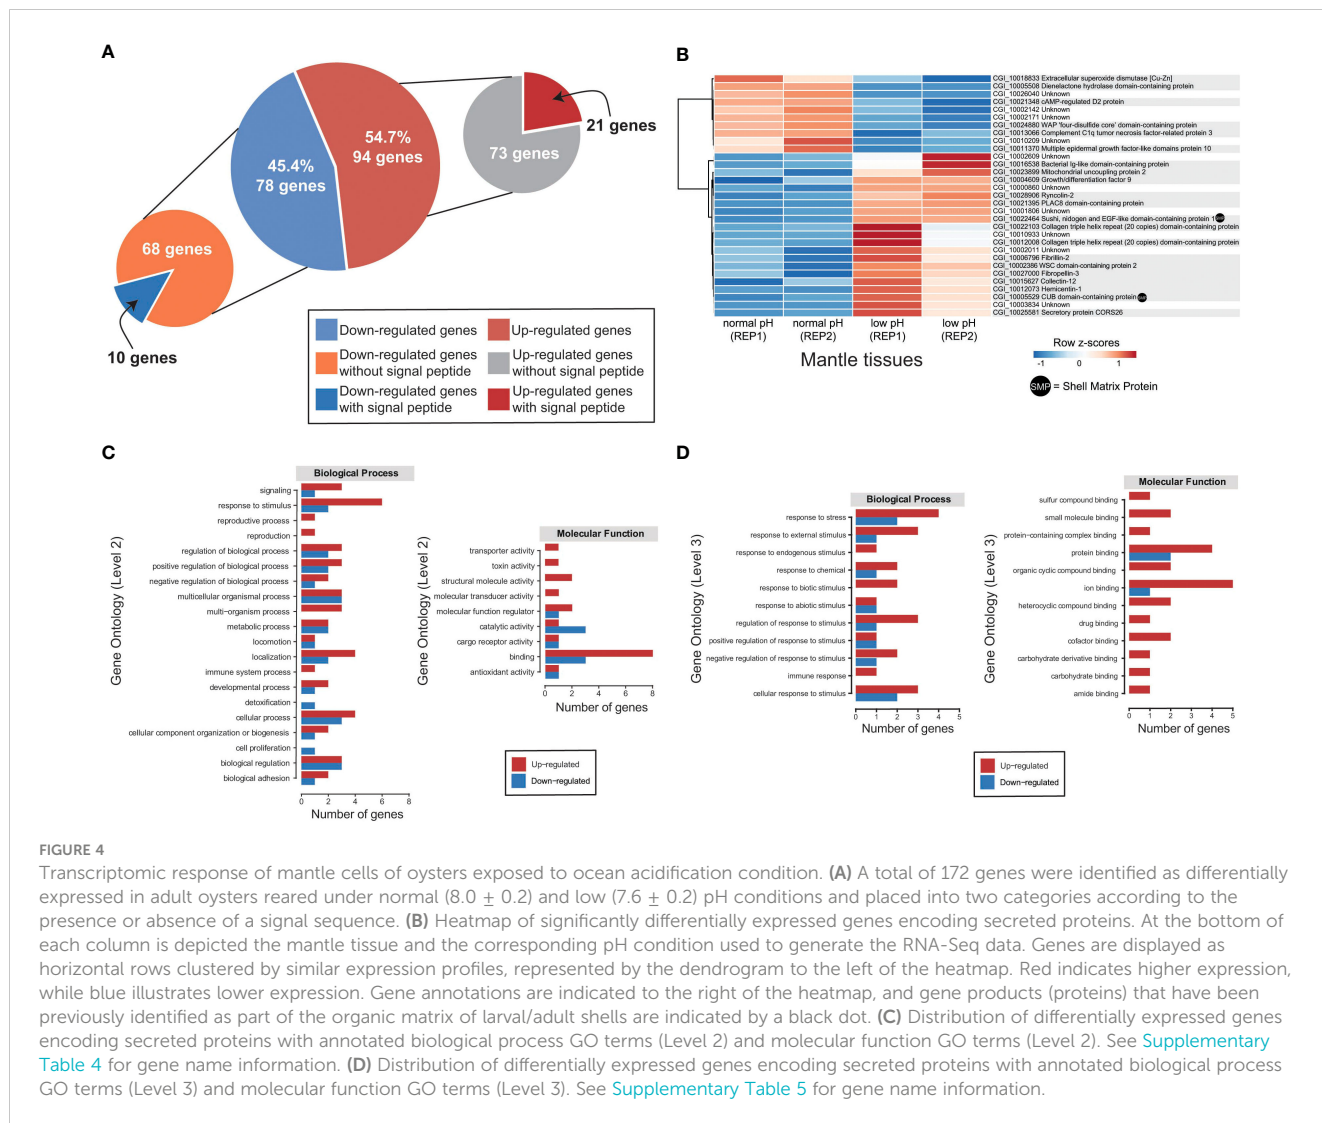 A
45.4%
78 genes
54.7%
94 genes
73 genes
21 genes
68 genes
10 genes
Down-regulated genes
Up-regulated genes
Down-regulated genes
without signal peptide
Up-regulated genes
without signal peptide
Down-regulated genes
with signal peptide
Up-regulated genes
with signal peptide
B
CGI_10018833 Extracellular superoxide dismutase [Cu-Zn]
CGI_10005508 Dienelactone hydrolase domain-containing protein
CGI_10026040 Unknown
CGI_10021348 cAMP-regulated D2 protein
CGI_10002142 Unknown
CGI_10002171 Unknown
CGI_10024880 WAP 'four-disulfide core' domain-containing protein
CGI_10013066 Complement C1q tumor necrosis factor-related protein 3
CGI_10010209 Unknown
CGI_10011370 Multiple epidermal growth factor-like domains protein 10
CGI_10002609 Unknown
CGI_10016538 Bacterial Ig-like domain-containing protein
CGI_10023899 Mitochondrial uncoupling protein 2
CGI_10004609 Growth/differentiation factor 9
CGI_10000860 Unknown
CGI_10028906 Ryncolin-2
CGI_10021395 PLAC8 domain-containing protein
CGI_10001806 Unknown
CGI_10022464 Sushi, nidogen and EGF-like domain-containing protein 1 SMP
CGI_10022103 Collagen triple helix repeat (20 copies) domain-containing protein
CGI_10010933 Unknown
CGI_10012008 Collagen triple helix repeat (20 copies) domain-containing protein
CGI_10002011 Unknown
CGI_10006796 Fibrillin-2
CGI_10002386 WSC domain-containing protein 2
CGI_10027000 Fibropellin-3
CGI_10015627 Collectin-12
CGI_10012073 Hemicentin-1
CGI_10005529 CUB domain-containing protein SMP
CGI_10003834 Unknown
CGI_10025581 Secretory protein CORS26
normal pH normal pH low pH low pH
(REP1) (REP2) (REP1) (REP2)
Mantle tissues
Row z-scores
-1 0 1
SMP = Shell Matrix Protein
C
Gene Ontology (Level 2)
Biological Process
signaling
response to stimulus
reproductive process
reproduction
regulation of biological process
positive regulation of biological process
negative regulation of biological process
multicellular organismal process
multi-organism process
metabolic process
locomotion
localization
immune system process
developmental process
detoxification
cellular process
cellular component organization or biogenesis
cell proliferation
biological regulation
biological adhesion
0 2 4 6 8
Number of genes
Gene Ontology (Level 2)
Molecular Function
transporter activity
toxin activity
structural molecule activity
molecular transducer activity
molecular function regulator
catalytic activity
cargo receptor activity
binding
antioxidant activity
0 2 4 6 8
Number of genes
Up-regulated
Down-regulated
D
Gene Ontology (Level 3)
Biological Process
response to stress
response to external stimulus
response to endogenous stimulus
response to chemical
response to biotic stimulus
response to abiotic stimulus
regulation of response to stimulus
positive regulation of response to stimulus
negative regulation of response to stimulus
immune response
cellular response to stimulus
0 1 2 3 4 5
Number of genes
Gene Ontology (Level 3)
Molecular Function
sulfur compound binding
small molecule binding
protein-containing complex binding
protein binding
organic cyclic compound binding
ion binding
heterocyclic compound binding
drug binding
cofactor binding
carbohydrate derivative binding
carbohydrate binding
amide binding
0 1 2 3 4 5
Number of genes
Up-regulated
Down-regulated
FIGURE 4
Transcriptomic response of mantle cells of oysters exposed to ocean acidification condition. (A) A total of 172 genes were identified as differentially
expressed in adult oysters reared under normal (8.0 ± 0.2) and low (7.6 ± 0.2) pH conditions and placed into two categories according to the
presence or absence of a signal sequence. (B) Heatmap of significantly differentially expressed genes encoding secreted proteins. At the bottom of
each column is depicted the mantle tissue and the corresponding pH condition used to generate the RNA-Seq data. Genes are displayed as
horizontal rows clustered by similar expression profiles, represented by the dendrogram to the left of the heatmap. Red indicates higher expression,
while blue illustrates lower expression. Gene annotations are indicated to the right of the heatmap, and gene products (proteins) that have been
previously identified as part of the organic matrix of larval/adult shells are indicated by a black dot. (C) Distribution of differentially expressed genes
encoding secreted proteins with annotated biological process GO terms (Level 2) and molecular function GO terms (Level 2). See Supplementary
Table 4 for gene name information. (D) Distribution of differentially expressed genes encoding secreted proteins with annotated biological process
GO terms (Level 3) and molecular function GO terms (Level 3). See Supplementary Table 5 for gene name information.